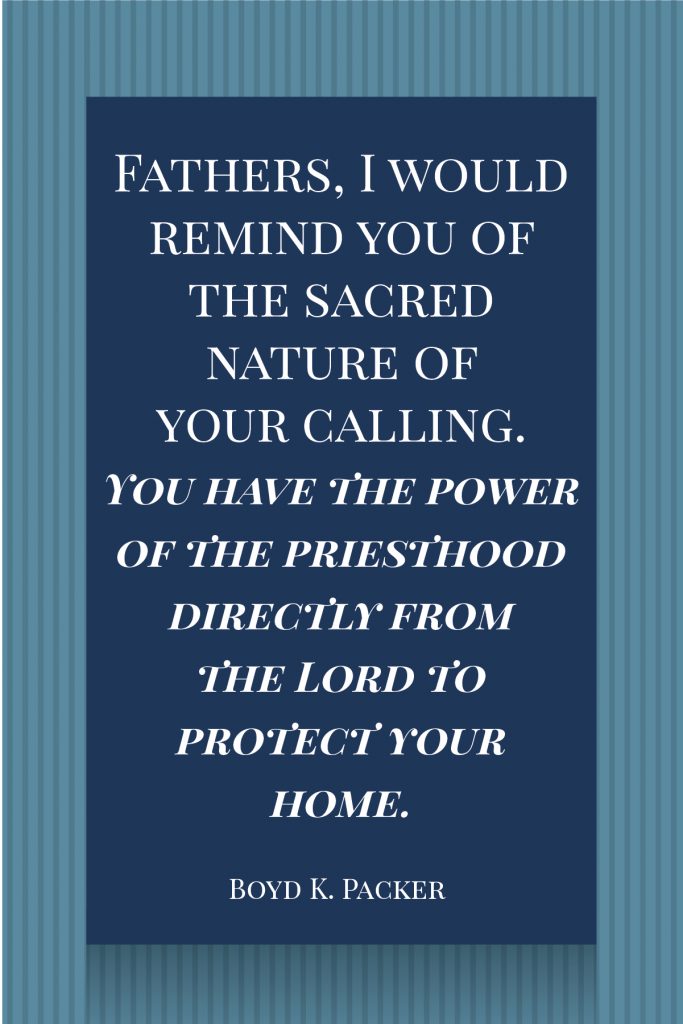 Fathers, I would
remind you of
the sacred
nature of
your calling.
You have the power
of the priesthood
directly from
the Lord to
protect your
home.
Boyd K. Packer